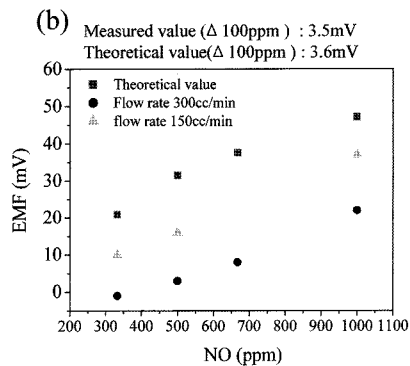 (b)
Measured value (Δ 100ppm ) : 3.5mV
Theoretical value(Δ 100ppm ) : 3.6mV
Theoretical value
Flow rate 300cc/min
flow rate 150cc/min
EMF (mV)
60
50
40
30
20
10
0
200 300 400 500 600 700 800 900 1000 1100
NO (ppm)